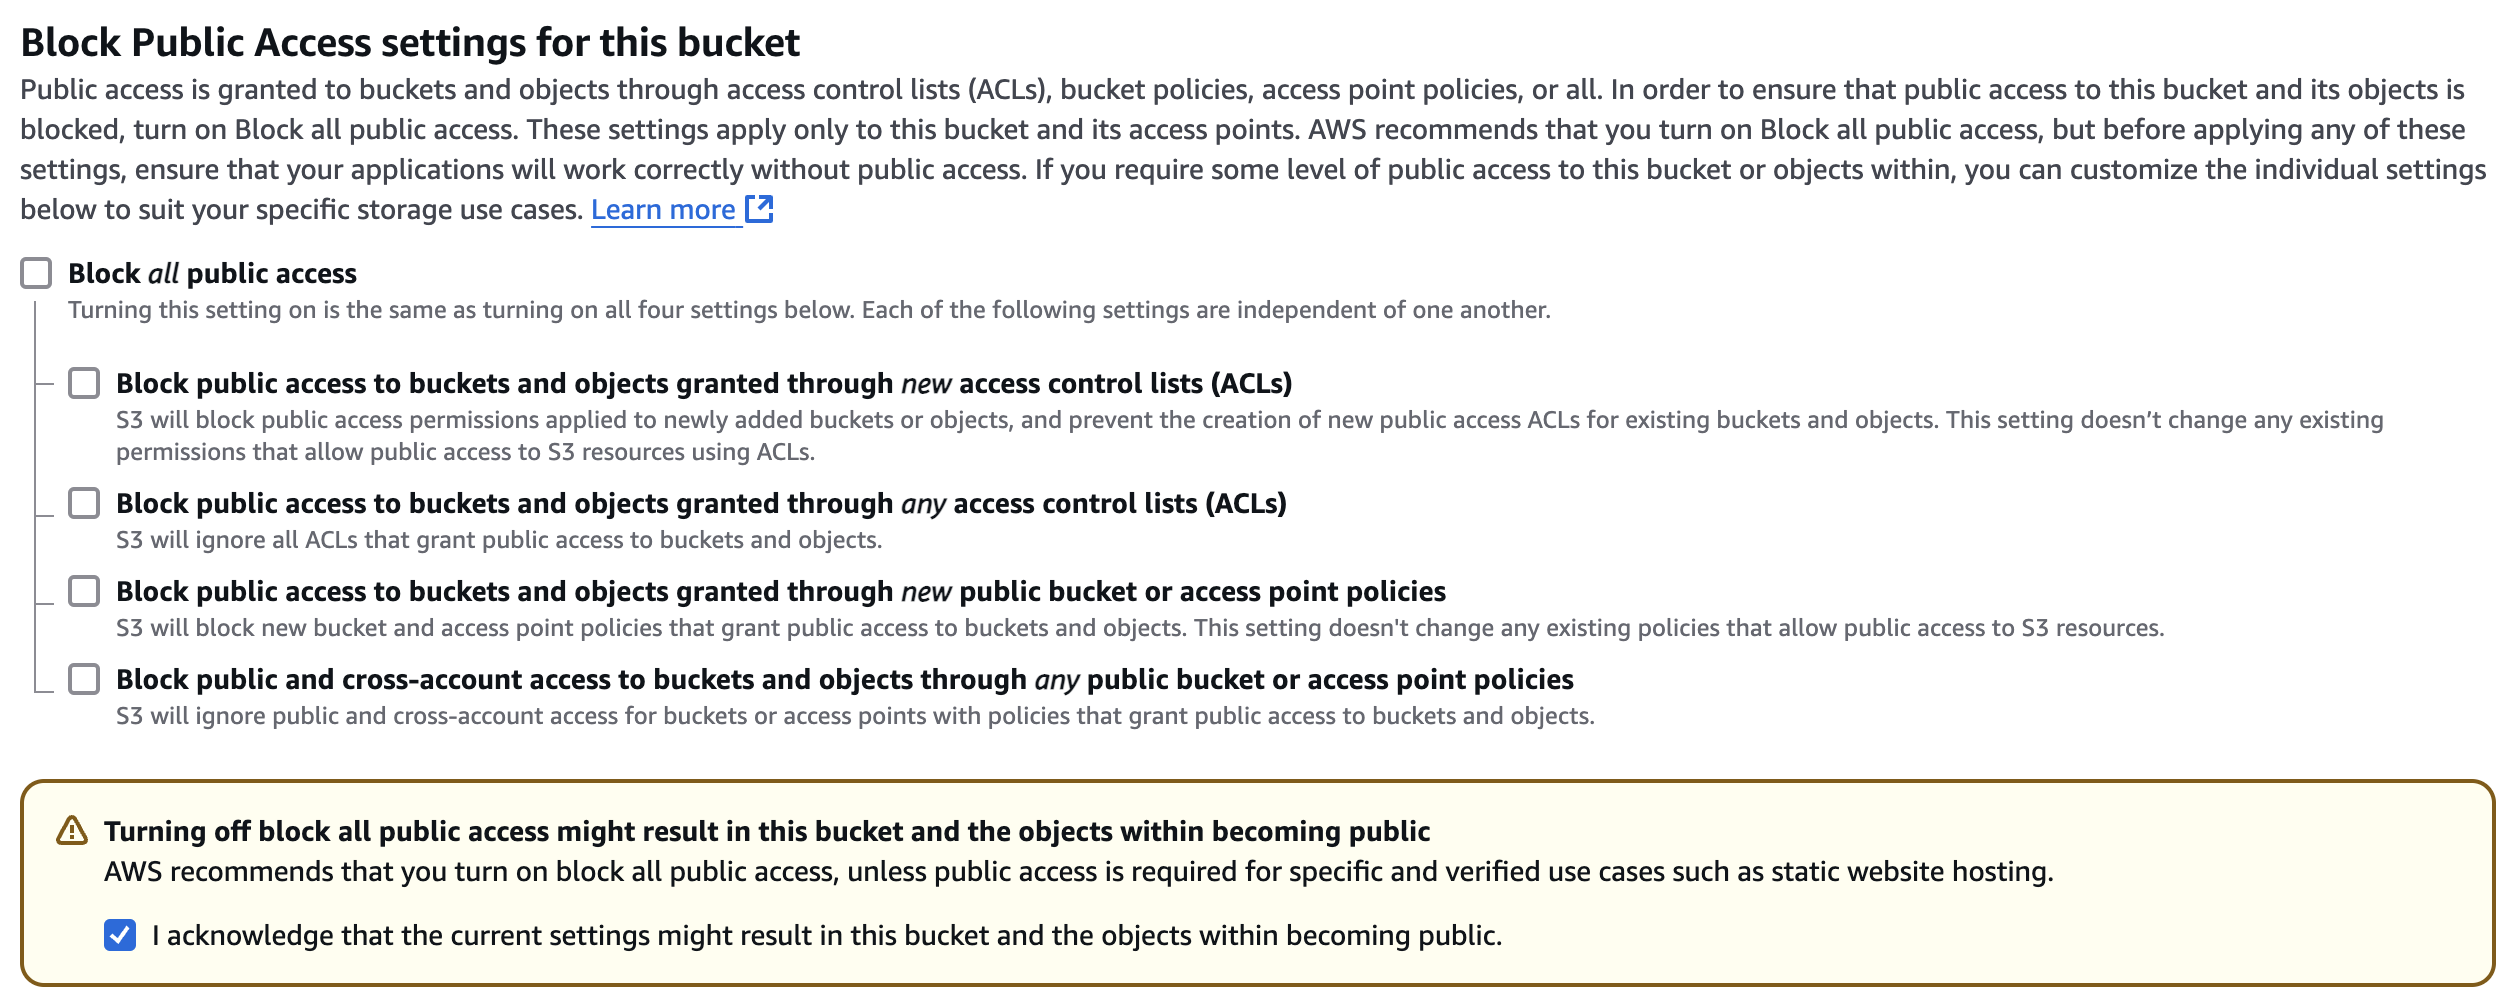 Block Public Access settings for this bucket
Public access is granted to buckets and objects through access control lists (ACLs), bucket policies, access point policies, or all. In order to ensure that public access to this bucket and its objects is
blocked, turn on Block all public access. These settings apply only to this bucket and its access points. AWS recommends that you turn on Block all public access, but before applying any of these
settings, ensure that your applications will work correctly without public access. If you require some level of public access to this bucket or objects within, you can customize the individual settings
below to suit your specific storage use cases. Learn more
Block all public access
Turning this setting on is the same as turning on all four settings below. Each of the following settings are independent of one another.
Block public access to buckets and objects granted through new access control lists (ACLs)
S3 will block public access permissions applied to newly added buckets or objects, and prevent the creation of new public access ACLs for existing buckets and objects. This setting doesn’t change any existing
permissions that allow public access to S3 resources using ACLs.
Block public access to buckets and objects granted through any access control lists (ACLs)
S3 will ignore all ACLs that grant public access to buckets and objects.
Block public access to buckets and objects granted through new public bucket or access point policies
S3 will block new bucket and access point policies that grant public access to buckets and objects. This setting doesn't change any existing policies that allow public access to S3 resources.
Block public and cross-account access to buckets and objects through any public bucket or access point policies
S3 will ignore public and cross-account access for buckets or access points with policies that grant public access to buckets and objects.
Turning off block all public access might result in this bucket and the objects within becoming public
AWS recommends that you turn on block all public access, unless public access is required for specific and verified use cases such as static website hosting.
I acknowledge that the current settings might result in this bucket and the objects within becoming public.